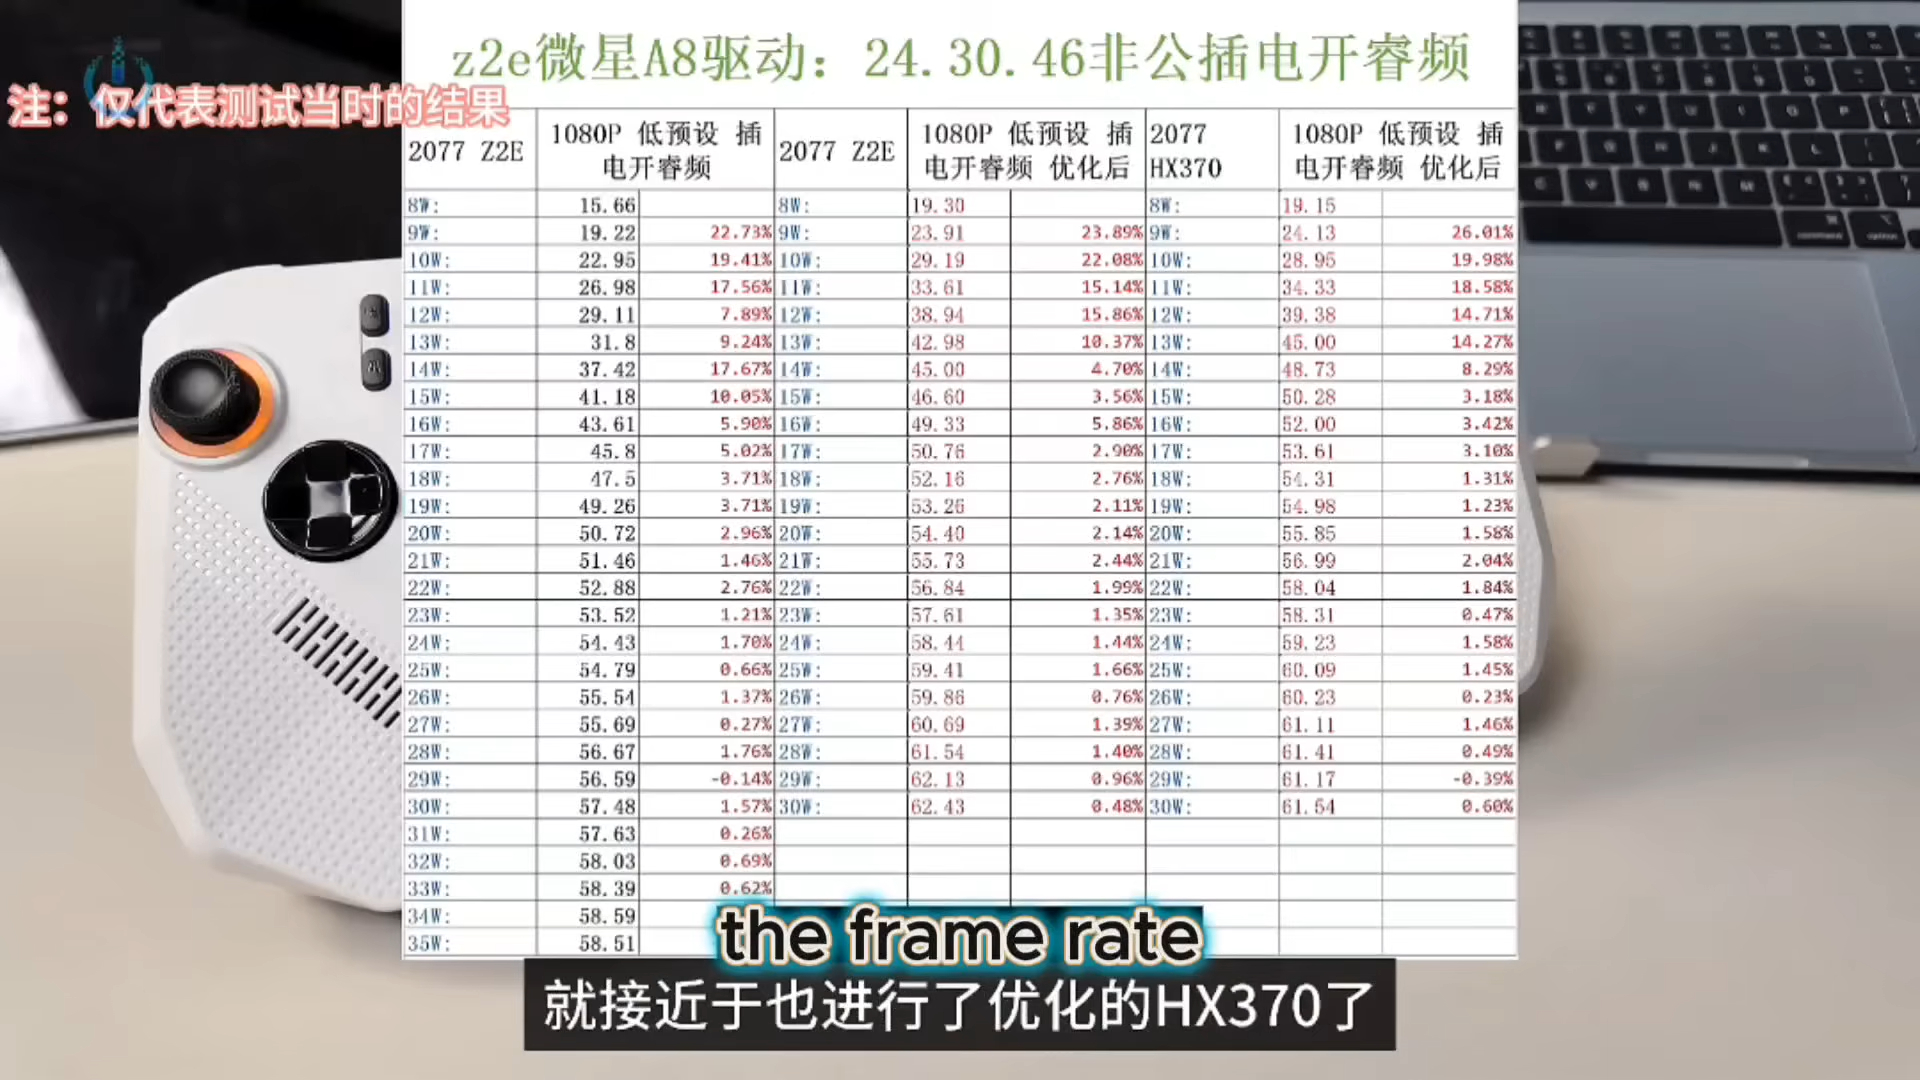 z2e微星A8驱动：24.30.46非公插电开睿频
注：仅代表测试当时的结果
2077 Z2E 1080P 低预设 插电开睿频 2077 Z2E 1080P 低预设 插电开睿频 优化后 2077 HX370 1080P 低预设 插电开睿频 优化后
8W: 15.66 8W: 19.30 8W: 19.15
9W: 19.22 22.73% 9W: 23.91 23.89% 9W: 24.13 26.01%
10W: 22.95 19.41% 10W: 29.19 22.08% 10W: 28.95 19.98%
11W: 26.98 17.56% 11W: 33.61 15.14% 11W: 34.33 18.58%
12W: 29.11 7.89% 12W: 38.94 15.86% 12W: 39.38 14.71%
13W: 31.8 9.24% 13W: 42.98 10.37% 13W: 45.00 14.27%
14W: 37.42 17.67% 14W: 45.00 4.70% 14W: 48.73 8.29%
15W: 41.18 10.05% 15W: 46.60 3.56% 15W: 50.28 3.18%
16W: 43.61 5.90% 16W: 49.33 5.86% 16W: 52.00 3.42%
17W: 45.8 5.02% 17W: 50.76 2.90% 17W: 53.61 3.10%
18W: 47.5 3.71% 18W: 52.16 2.76% 18W: 54.31 1.31%
19W: 49.26 3.71% 19W: 53.26 2.11% 19W: 54.98 1.23%
20W: 50.72 2.96% 20W: 54.40 2.14% 20W: 55.85 1.58%
21W: 51.46 1.46% 21W: 55.73 2.44% 21W: 56.99 2.04%
22W: 52.88 2.76% 22W: 56.84 1.99% 22W: 58.04 1.84%
23W: 53.52 1.21% 23W: 57.61 1.35% 23W: 58.31 0.47%
24W: 54.43 1.70% 24W: 58.44 1.44% 24W: 59.23 1.58%
25W: 54.79 0.66% 25W: 59.41 1.66% 25W: 60.09 1.45%
26W: 55.54 1.37% 26W: 59.86 0.76% 26W: 60.23 0.23%
27W: 55.69 0.27% 27W: 60.69 1.39% 27W: 61.11 1.46%
28W: 56.67 1.76% 28W: 61.54 1.40% 28W: 61.41 0.49%
29W: 56.59 -0.14% 29W: 62.13 0.96% 29W: 61.17 -0.39%
30W: 57.48 1.57% 30W: 62.43 0.48% 30W: 61.54 0.60%
31W: 57.63 0.26%
32W: 58.03 0.69%
33W: 58.39 0.62%
34W: 58.59
35W: 58.51
the frame rate
就接近于也进行了优化的HX370了
command
option